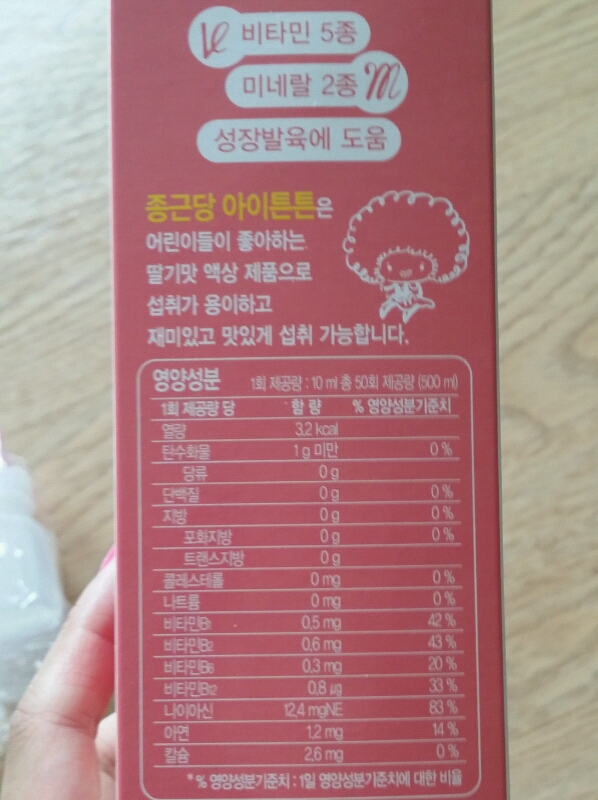 비타민 5종
미네랄 2종
성장발육에 도움
종근당 아이튼튼은
어린이들이 좋아하는
딸기맛 액상 제품으로
섭취가 용이하고
재미있고 맛있게 섭취 가능합니다.
영양성분 1회 제공량 : 10 ml 총 50회 제공량 (500 ml)
1회 제공량 당 함 량 % 영양성분기준치
열량 3.2 kcal
탄수화물 1 g 미만 0 %
당류 0 g
단백질 0 g 0 %
지방 0 g 0 %
포화지방 0 g 0 %
트랜스지방 0 g
콜레스테롤 0 mg 0 %
나트륨 0 mg 0 %
비타민B1 0.5 mg 42 %
비타민B2 0.6 mg 43 %
비타민B6 0.3 mg 20 %
비타민B12 0.8 µg 33 %
나이아신 12.4 mgNE 83 %
아연 1.2 mg 14 %
칼슘 2.6 mg 0 %
* % 영양성분기준치 : 1일 영양성분기준치에 대한 비율